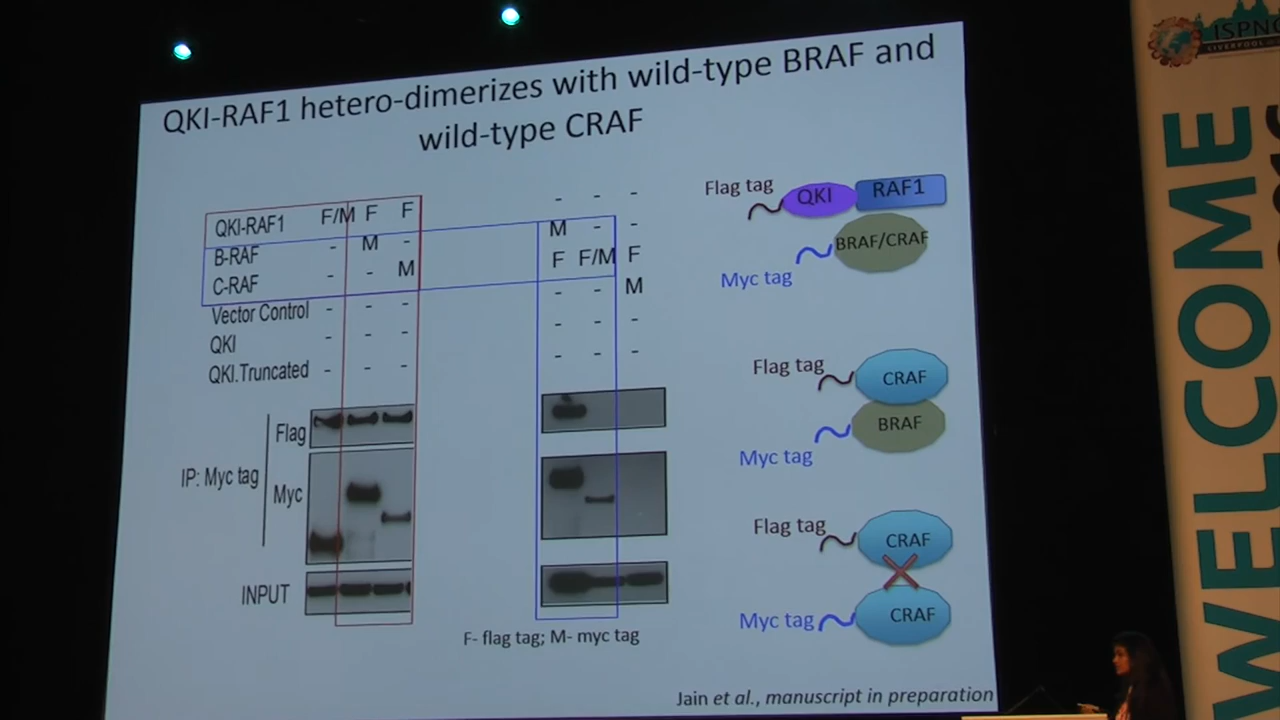 QKI-RAF1 hetero-dimerizes with wild-type BRAF and
wild-type CRAF
- - -
QKI-RAF1 F/M F F M - -
B-RAF - M - F F/M F
C-RAF - - M - - M
Vector Control - - - - - -
QKI - - - - - -
QKI.Truncated - - -
IP: Myc tag
Flag
Myc
INPUT
F- flag tag; M- myc tag
Flag tag QKI RAF1
BRAF/CRAF
Myc tag
Flag tag CRAF
BRAF
Myc tag
Flag tag CRAF
CRAF
Myc tag
Jain et al., manuscript in preparation
LIVERPOOL
WELCOME